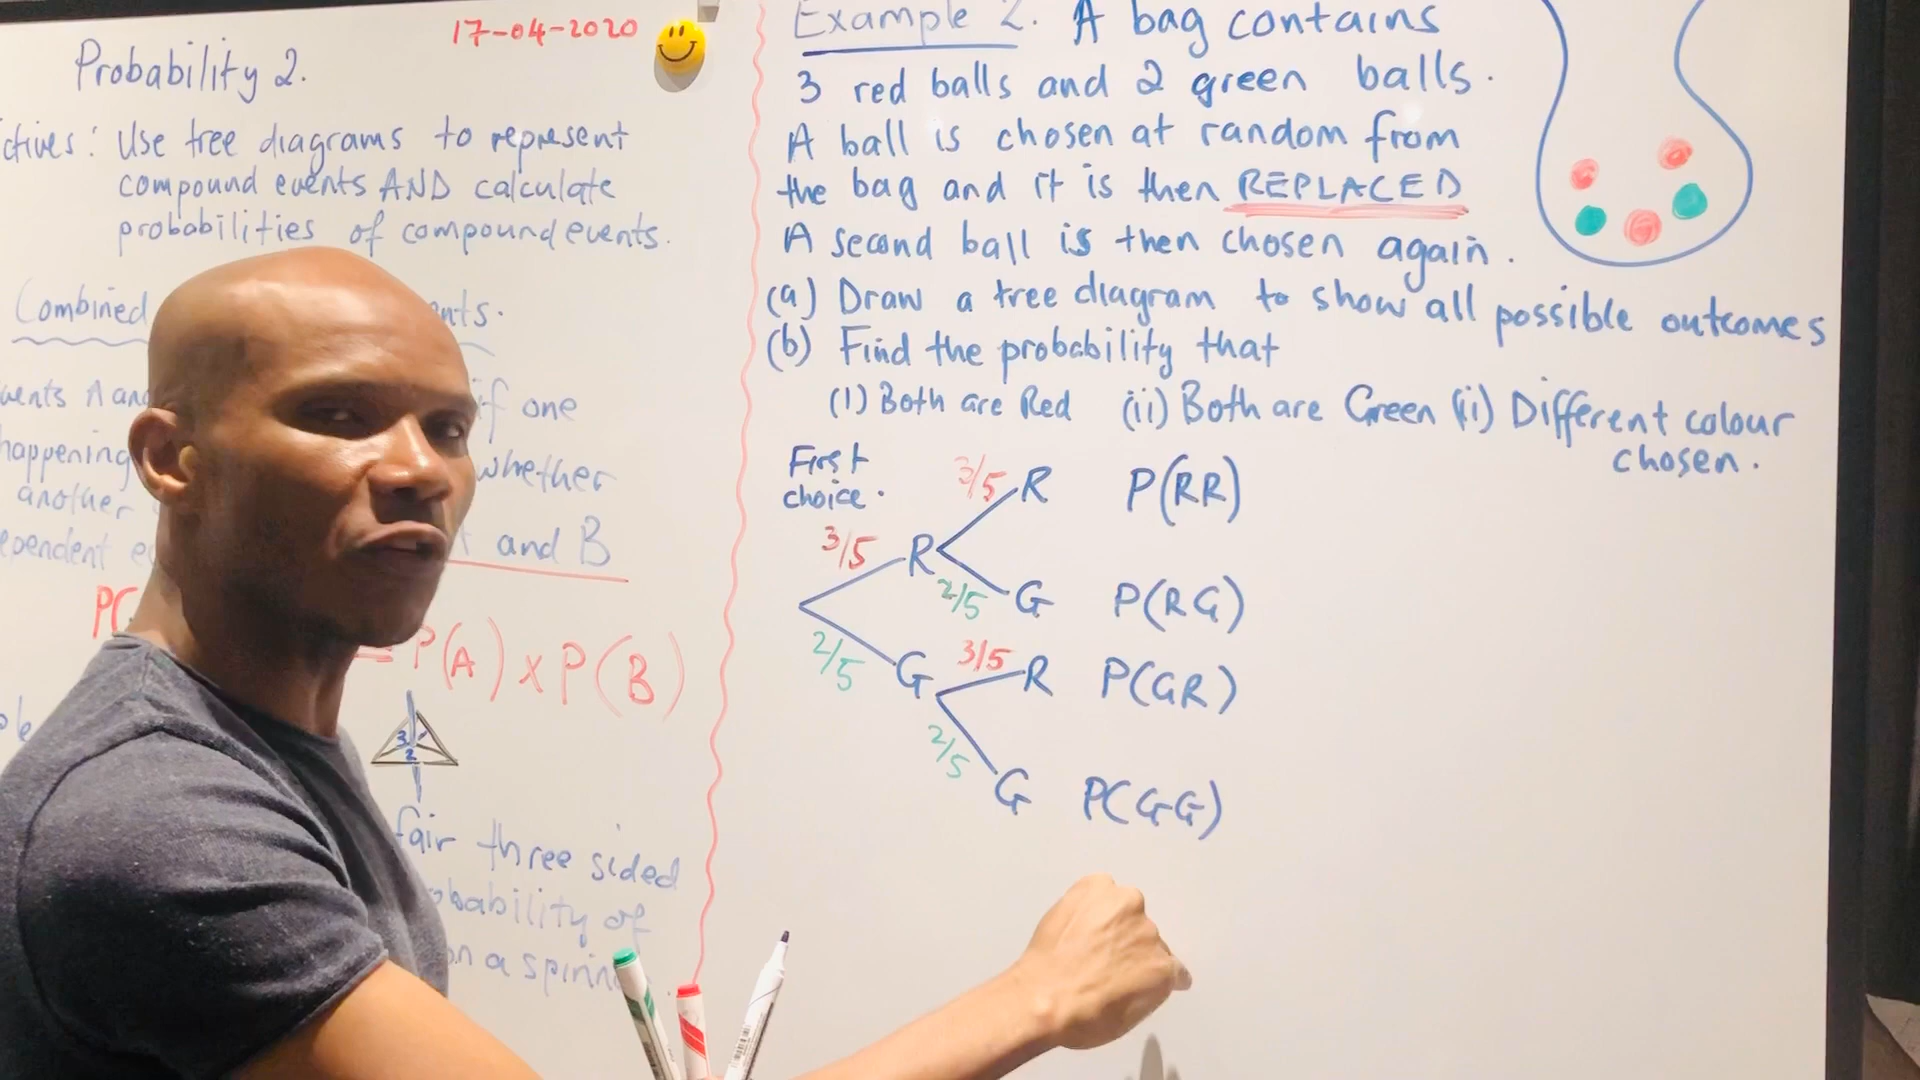 17-04-2020
Probability 2.
ctives: Use tree diagrams to represent
compound events AND calculate
probabilities of compound events.
Combined
nts.
A and
if one
happening
whether
another
and B
P(A) x P(B)
3 1
2
fair three sided
of
on a spinn
Example 2. A bag contains
3 red balls and 2 green balls.
A ball is chosen at random from
the bag and it is then REPLACED
A second ball is then chosen again.
(a) Draw a tree diagram to show all possible outcomes
(b) Find the probability that
(i) Both are Red (ii) Both are Green (ii) Different colour
chosen.
First
choice.
3/5 R P(RR)
3/5 R
2/5 G P(RG)
2/5 G
3/5 R P(GR)
2/5
G P(GG)